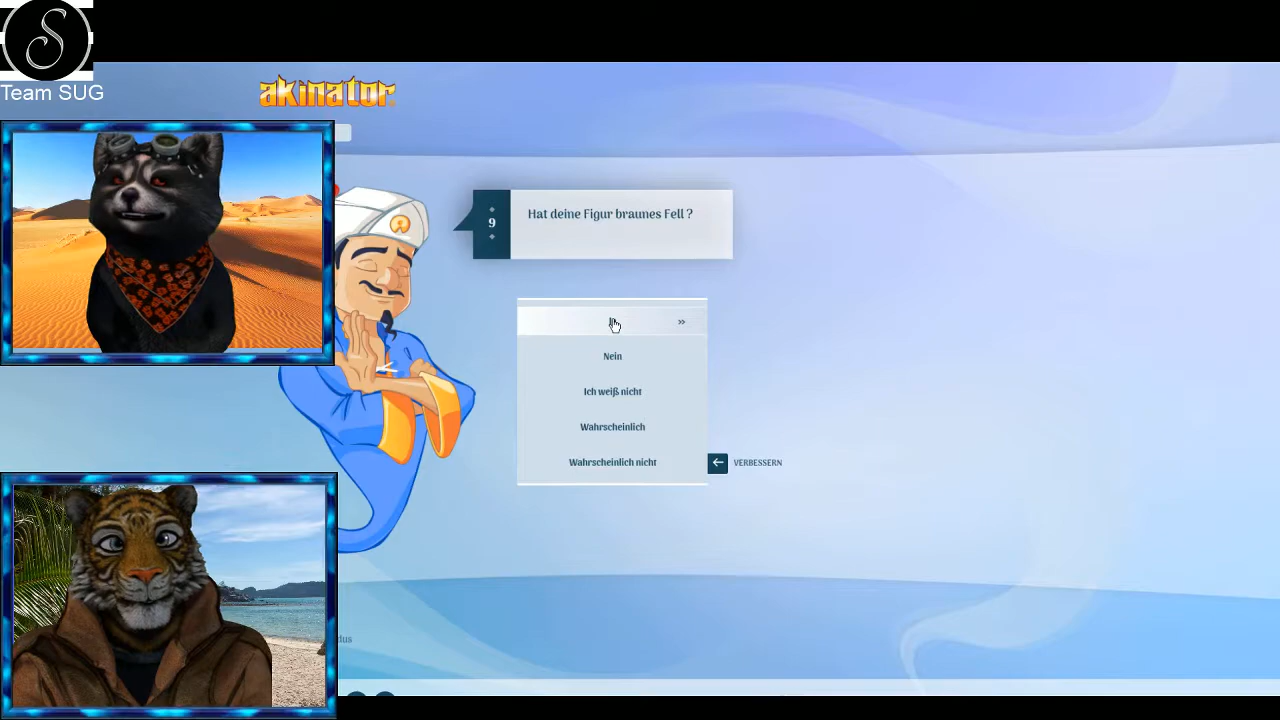 S
Team SUG
akinator
9
Hat deine Figur braunes Fell ?
Nein
Ich weiß nicht
Wahrscheinlich
Wahrscheinlich nicht
VERBESSERN